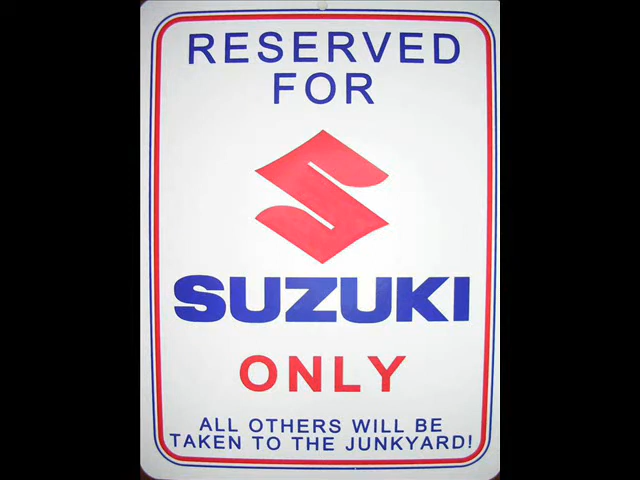 RESERVED
FOR
SUZUKI
ONLY
ALL OTHERS WILL BE
TAKEN TO THE JUNKYARD!